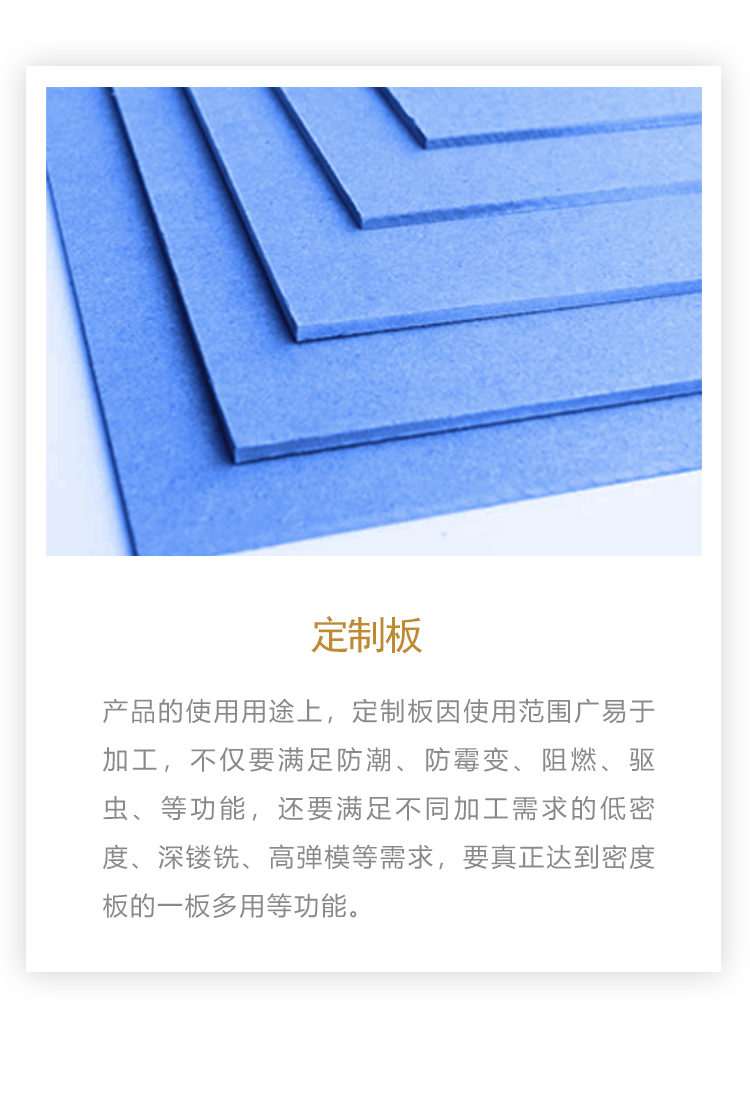 定制板
产品的使用用途上，定制板因使用范围广易于
加工，不仅要满足防潮、防霉变、阻燃、驱
虫、等功能，还要满足不同加工需求的低密
度、深镂铣、高弹模等需求，要真正达到密度
板的一板多用等功能。